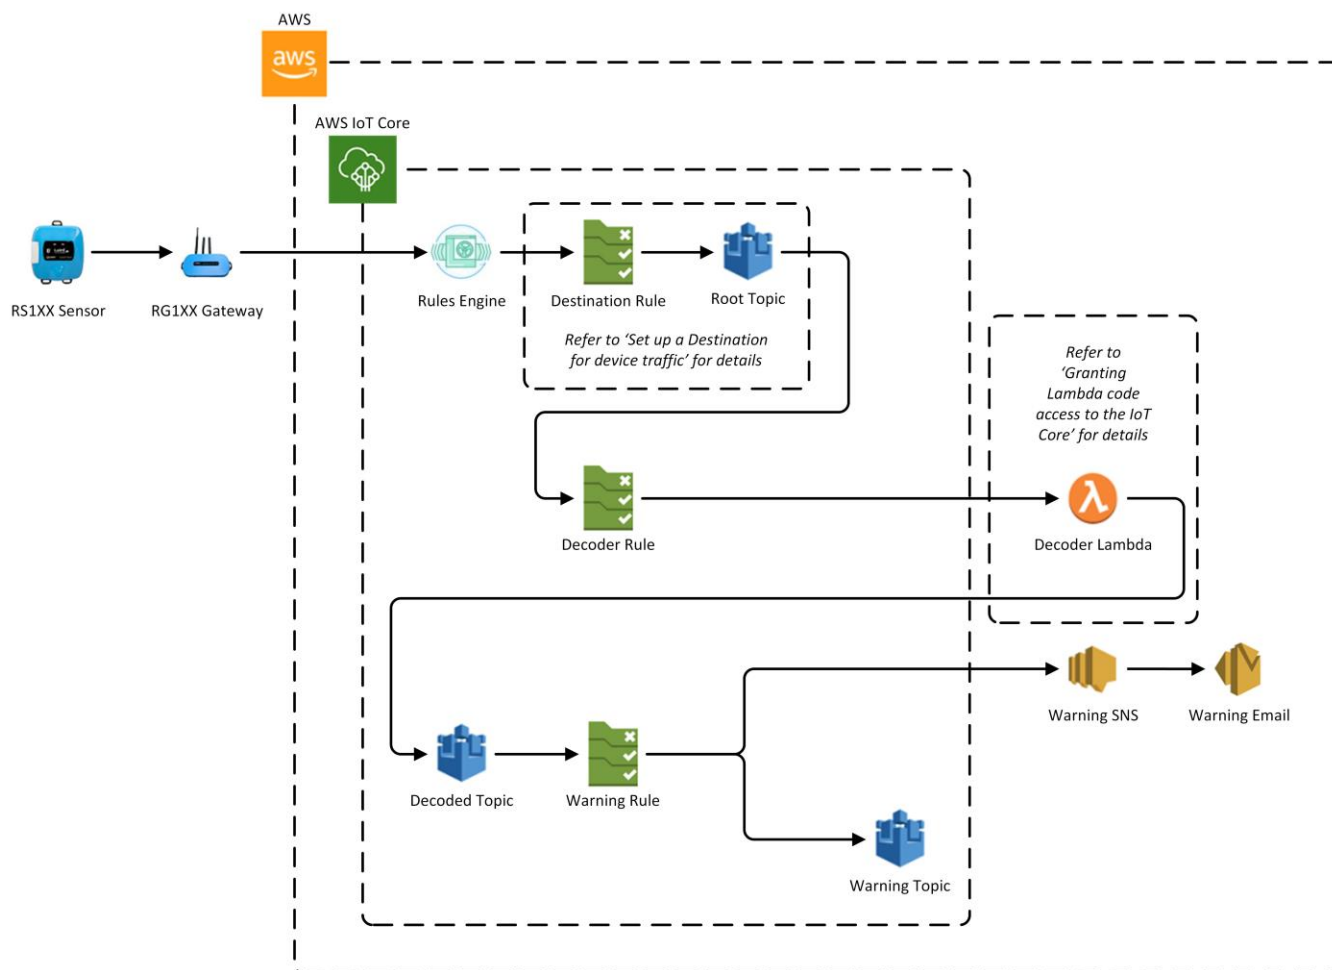 AWS
aws
AWS IoT Core
RS1XX Sensor
RG1XX Gateway
Rules Engine
Destination Rule
Root Topic
Refer to ‘Set up a Destination
for device traffic’ for details
Refer to
‘Granting
Lambda code
access to the IoT
Core’ for details
Decoder Rule
λ
Decoder Lambda
Warning SNS
Warning Email
Decoded Topic
Warning Rule
Warning Topic